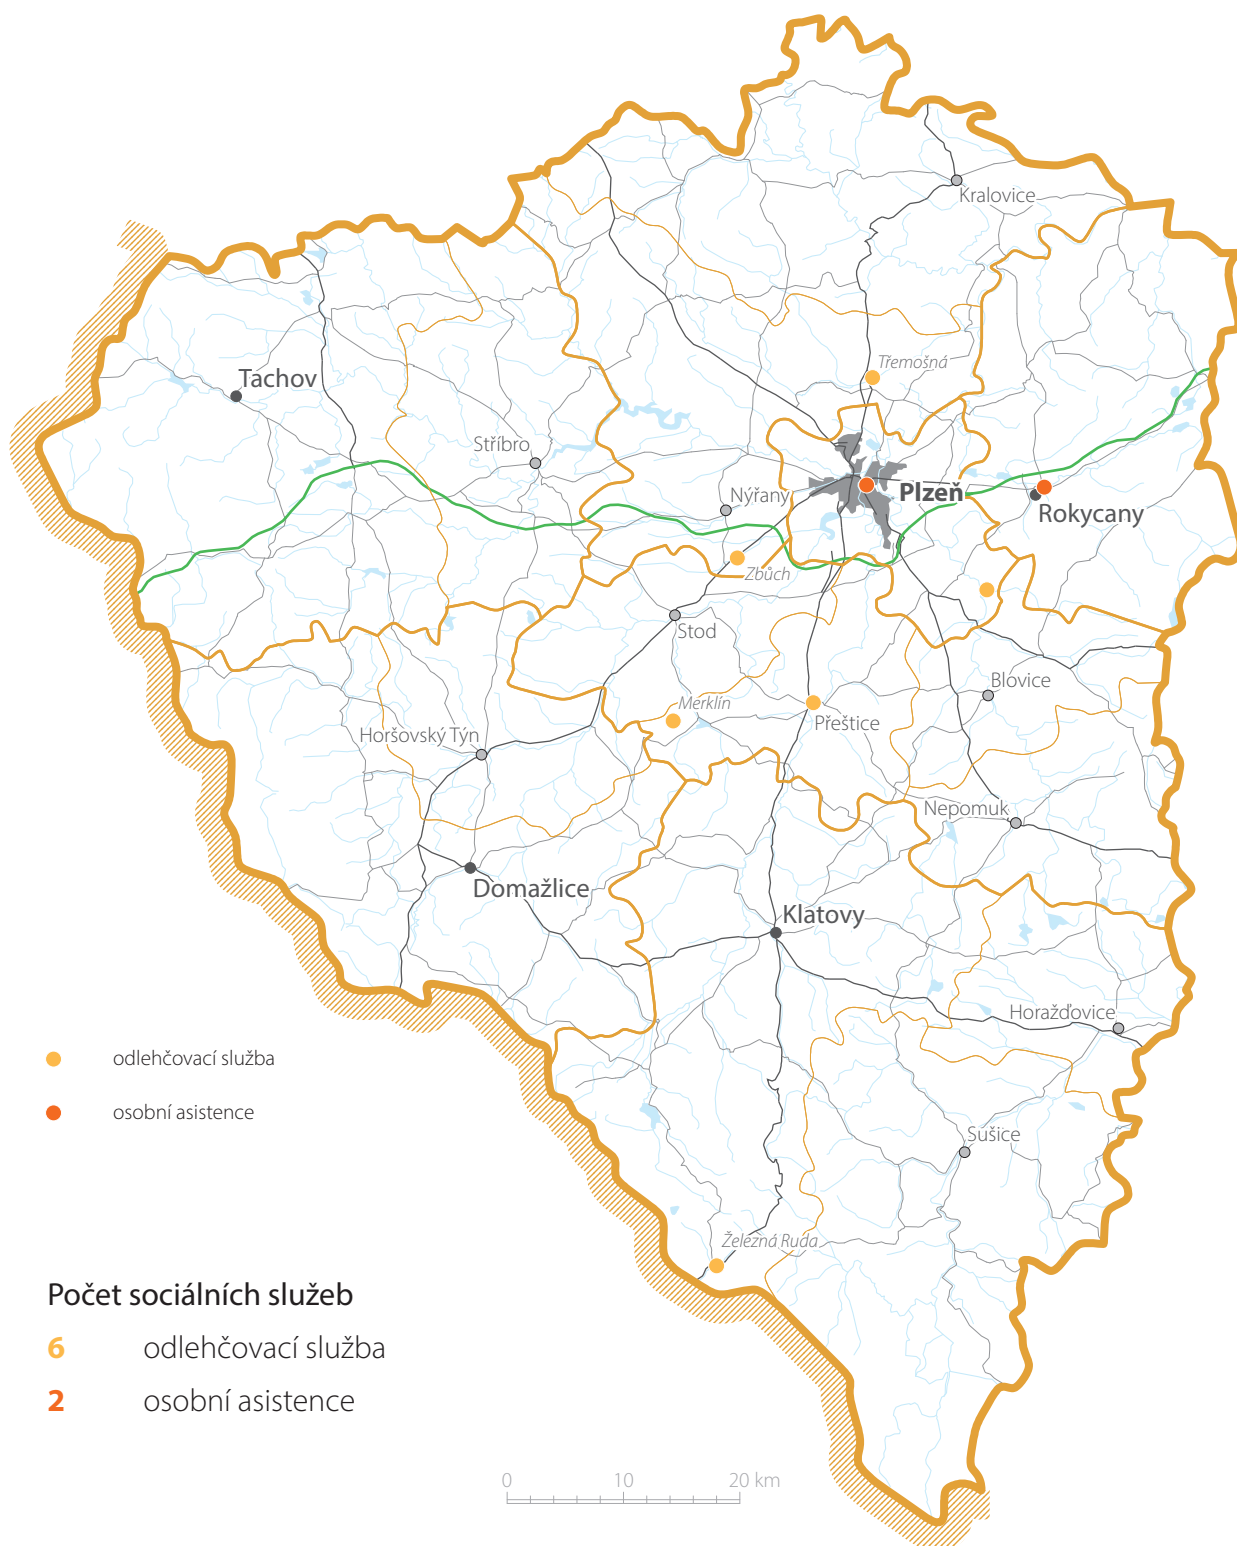 Kralovice
Třemošná
Tachov
Stříbro
Nýřany
Plzeň
Rokycany
Zbůch
Stod
Blovice
Merklín
Přeštice
Horšovský Týn
Nepomuk
Domažlice
Klatovy
Horažďovice
odlehčovací služba
osobní asistence
Sušice
Železná Ruda
Počet sociálních služeb
6 odlehčovací služba
2 osobní asistence
0 10 20 km